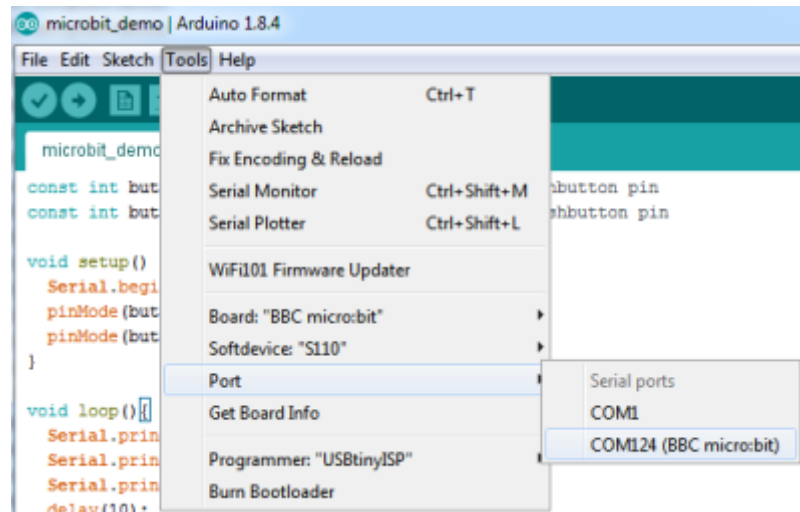 microbit_demo | Arduino 1.8.4
File Edit Sketch Tools Help
microbit_demo
Auto Format Ctrl+T
Archive Sketch
Fix Encoding & Reload
Serial Monitor Ctrl+Shift+M
Serial Plotter Ctrl+Shift+L
WiFi101 Firmware Updater
Board: "BBC micro:bit"
Softdevice: "S110"
Port
Get Board Info
Programmer: "USBtinyISP"
Burn Bootloader
Serial ports
COM1
COM124 (BBC micro:bit)
const int but hbutton pin
const int but shbutton pin
void setup()
Serial.begi
pinMode(but
pinMode(but
}
void loop(){
Serial.prin
Serial.prin
Serial.prin
delay(10);